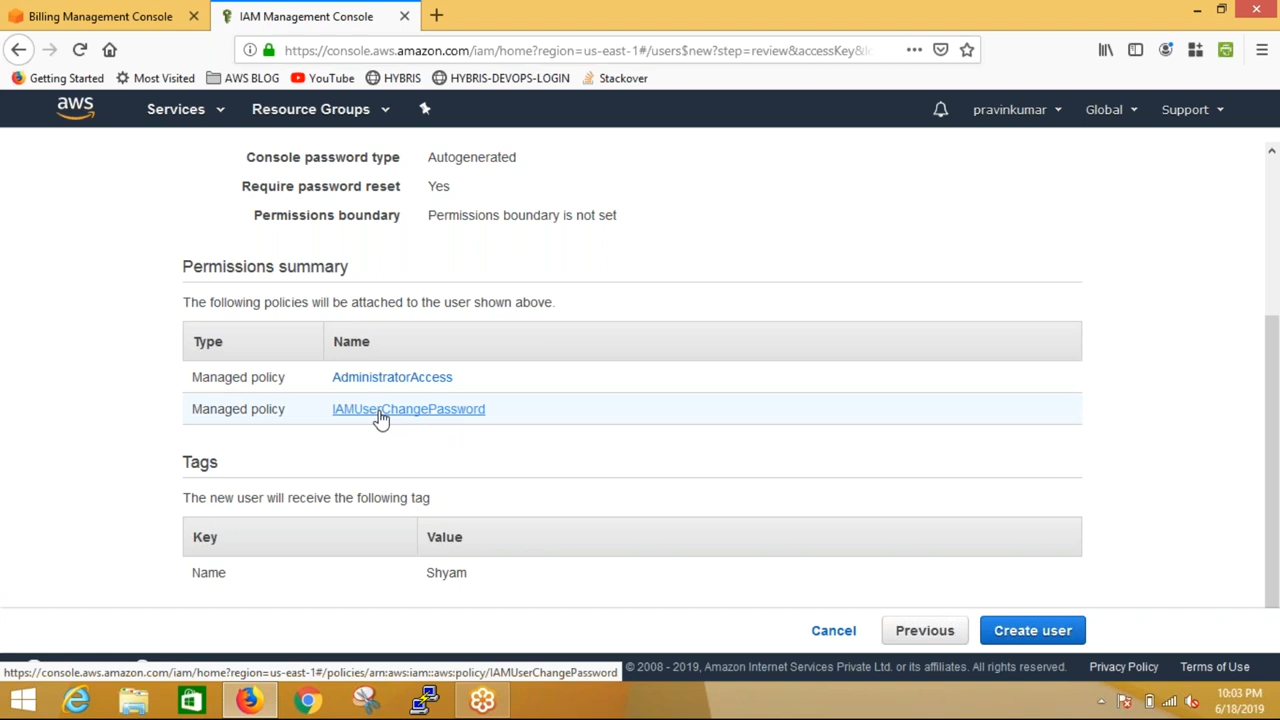 Billing Management Console
IAM Management Console
https://console.aws.amazon.com/iam/home?region=us-east-1#/users$new?step=review&accessKey&l
Getting Started
Most Visited
AWS BLOG
YouTube
HYBRIS
HYBRIS-DEVOPS-LOGIN
Stackover
aws
Services
Resource Groups
pravinkumar
Global
Support
Console password type Autogenerated
Require password reset Yes
Permissions boundary Permissions boundary is not set
Permissions summary
The following policies will be attached to the user shown above.
Type Name
Managed policy AdministratorAccess
Managed policy IAMUserChangePassword
Tags
The new user will receive the following tag
Key Value
Name Shyam
Cancel Previous Create user
https://console.aws.amazon.com/iam/home?region=us-east-1#/policies/arn:aws:iam::aws:policy/IAMUserChangePassword
© 2008 - 2019, Amazon Internet Services Private Ltd. or its affiliates. All rights reserved.
Privacy Policy
Terms of Use
10:03 PM
6/18/2019